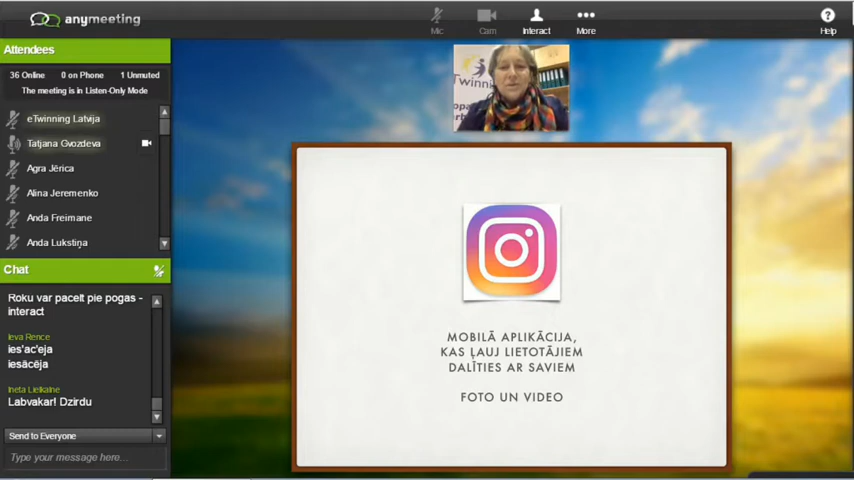 anymeeting
Mic
Cam
Interact
More
Help
Attendees
36 Online 0 on Phone 1 Unmuted
The meeting is in Listen-Only Mode
eTwinning Latvija
Tatjana Gvozdeva
Agra Jērica
Alina Jeremenko
Anda Freimane
Anda Lukstiņa
Chat
Roku var pacelt pie pogas -
interact
Ieva Rence
ies'ac'eja
iesācēja
Ineta Lielkalne
Labvakar! Dzirdu
Send to Everyone
Type your message here...
MOBILĀ APLIKĀCIJA,
KAS ĻAUJ LIETOTĀJIEM
DALĪTIES AR SAVIEM
FOTO UN VIDEO